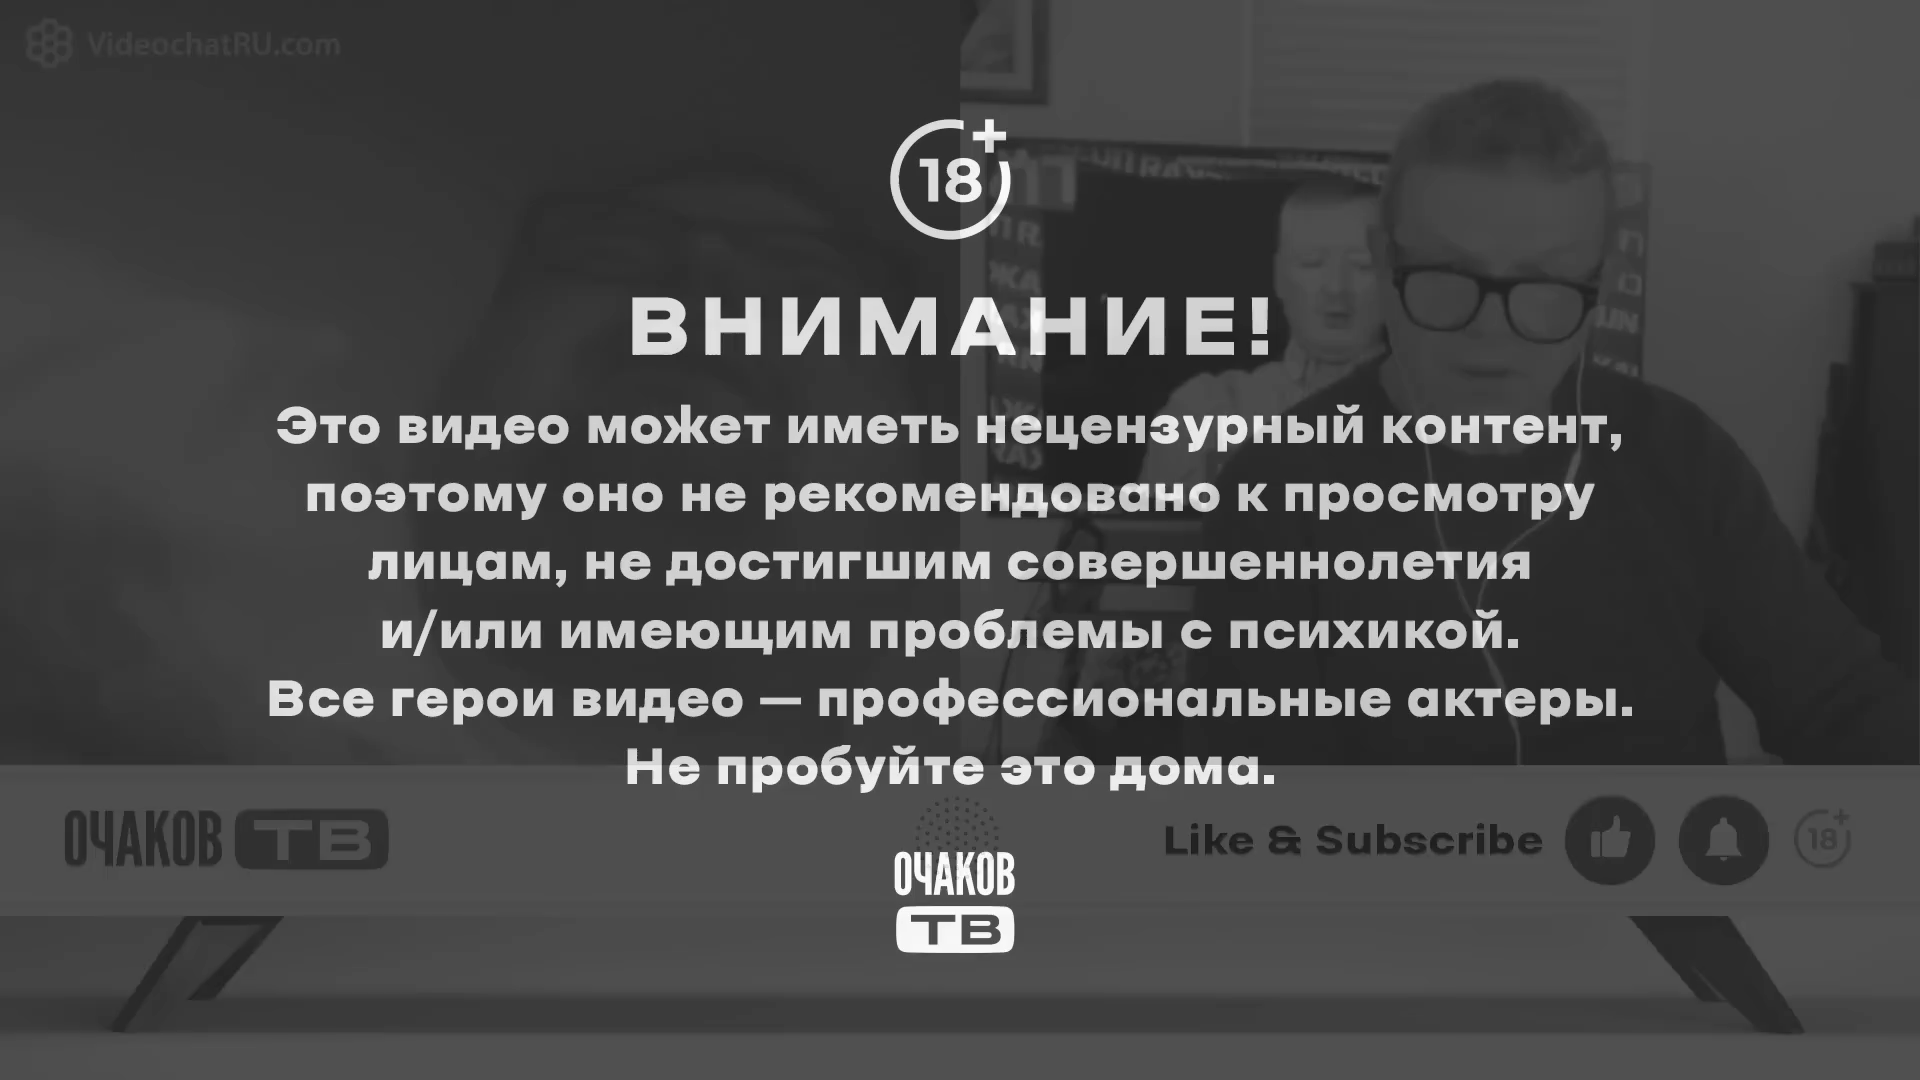 VideochatRU.com
18+
ВНИМАНИЕ!
Это видео может иметь нецензурный контент,
поэтому оно не рекомендовано к просмотру
лицам, не достигшим совершеннолетия
и/или имеющим проблемы с психикой.
Все герои видео — профессиональные актеры.
Не пробуйте это дома.
ОЧАКОВ ТВ
Like & Subscribe
18+
ОЧАКОВ
ТВ